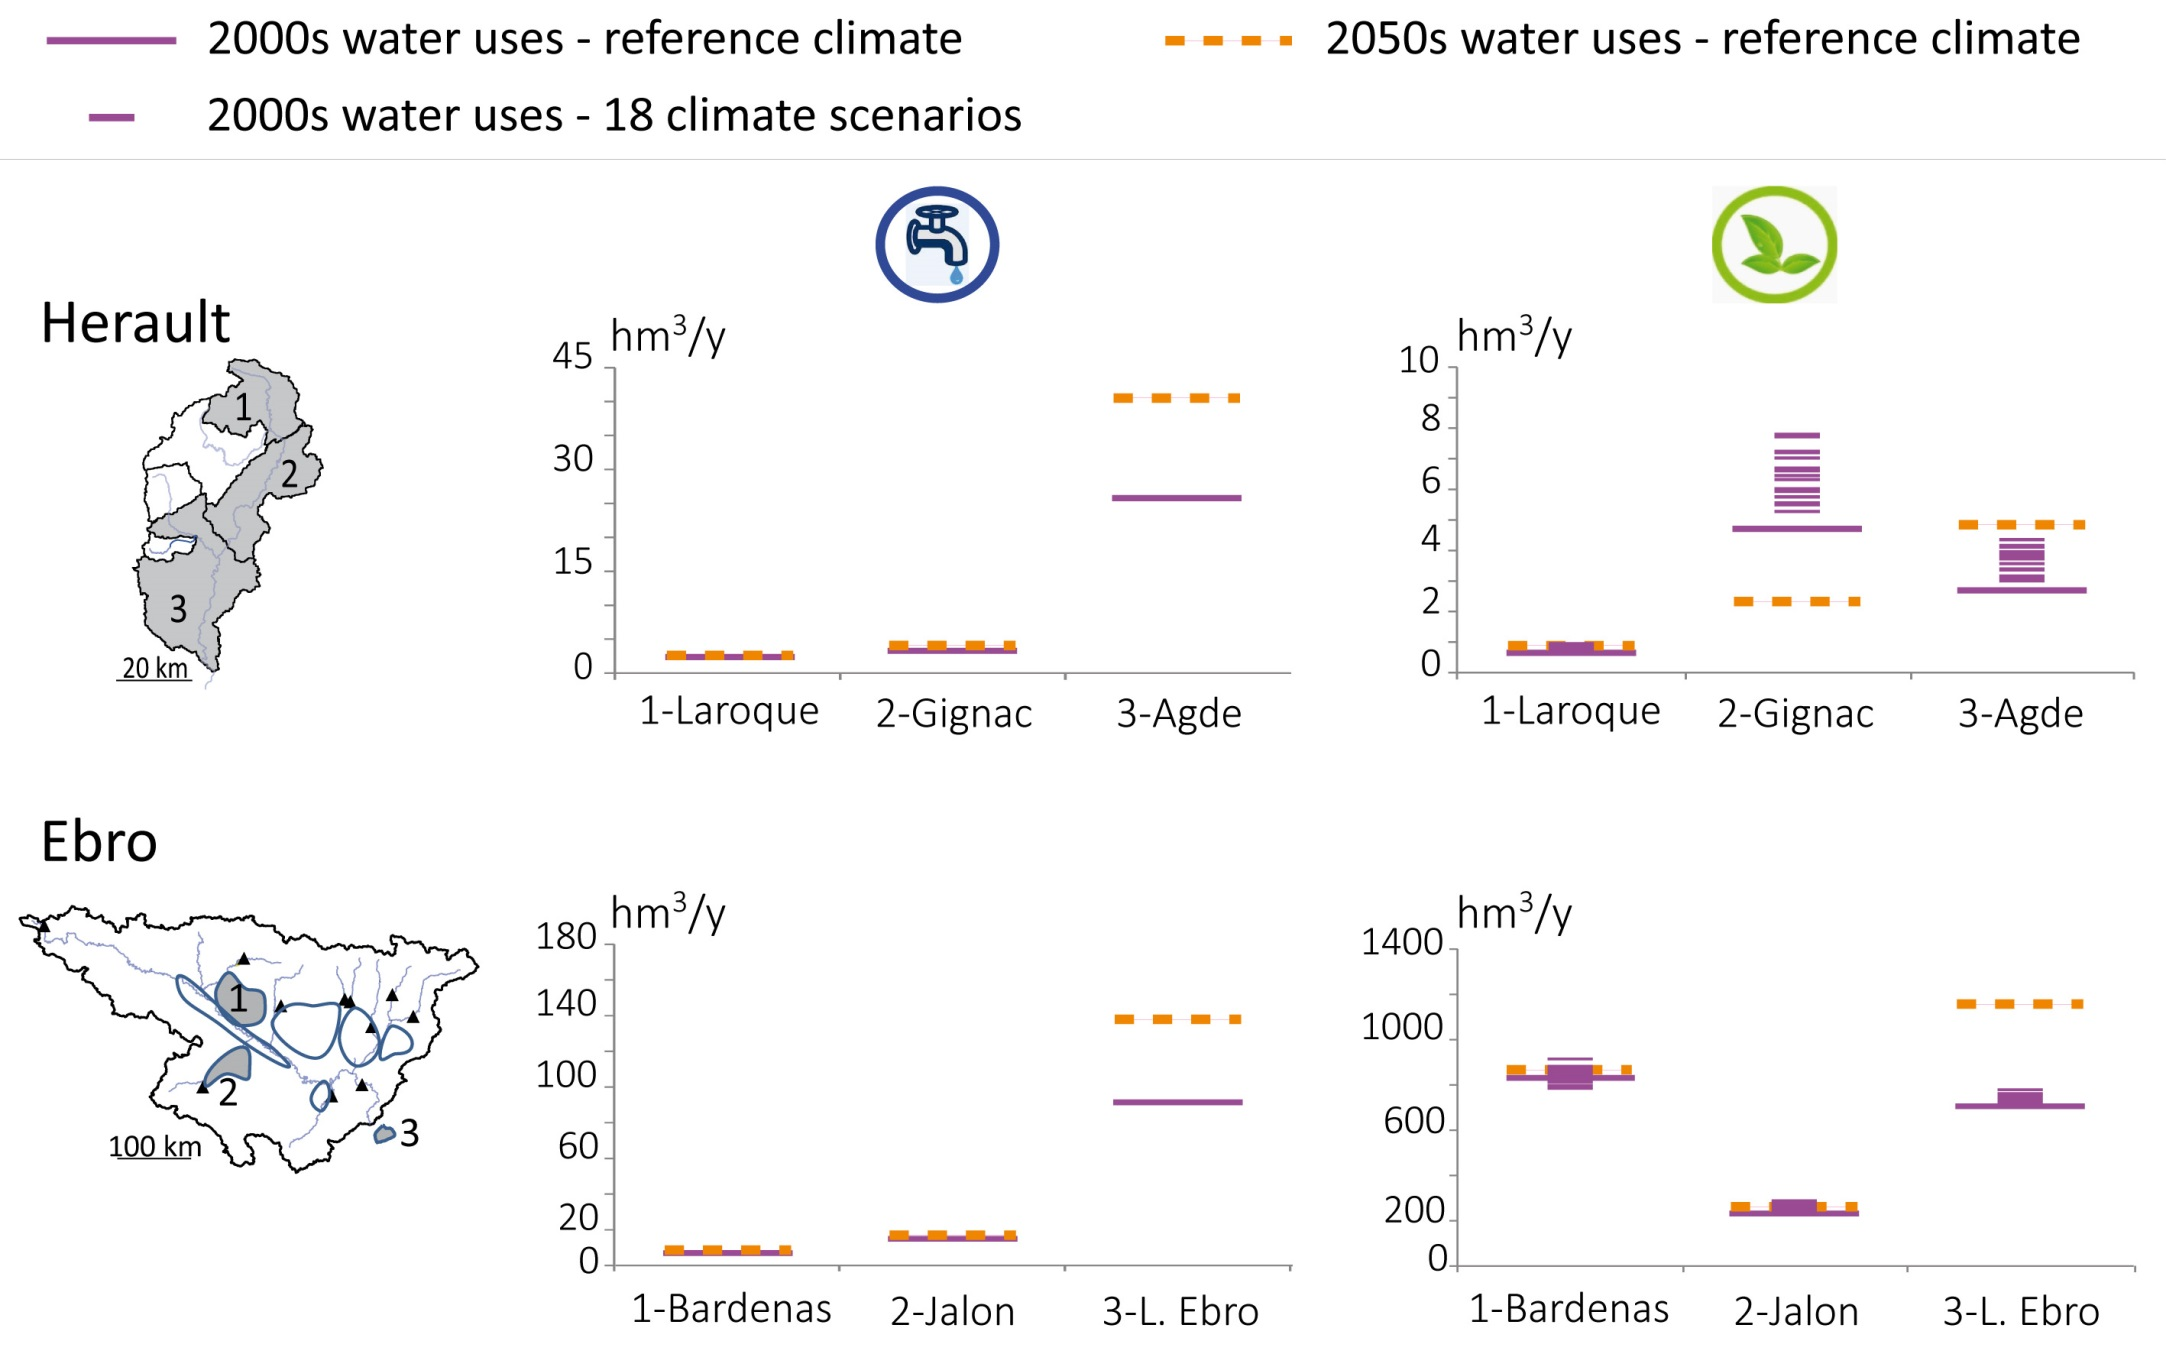 2000s water uses - reference climate
2050s water uses - reference climate
2000s water uses - 18 climate scenarios
Herault
1
2
3
20 km
hm³/y
45
30
15
0
1-Laroque
2-Gignac
3-Agde
hm³/y
10
8
6
4
2
0
1-Laroque
2-Gignac
3-Agde
Ebro
1
2
3
100 km
hm³/y
180
140
100
60
20
0
1-Bardenas
2-Jalon
3-L. Ebro
hm³/y
1400
1000
600
200
0
1-Bardenas
2-Jalon
3-L. Ebro